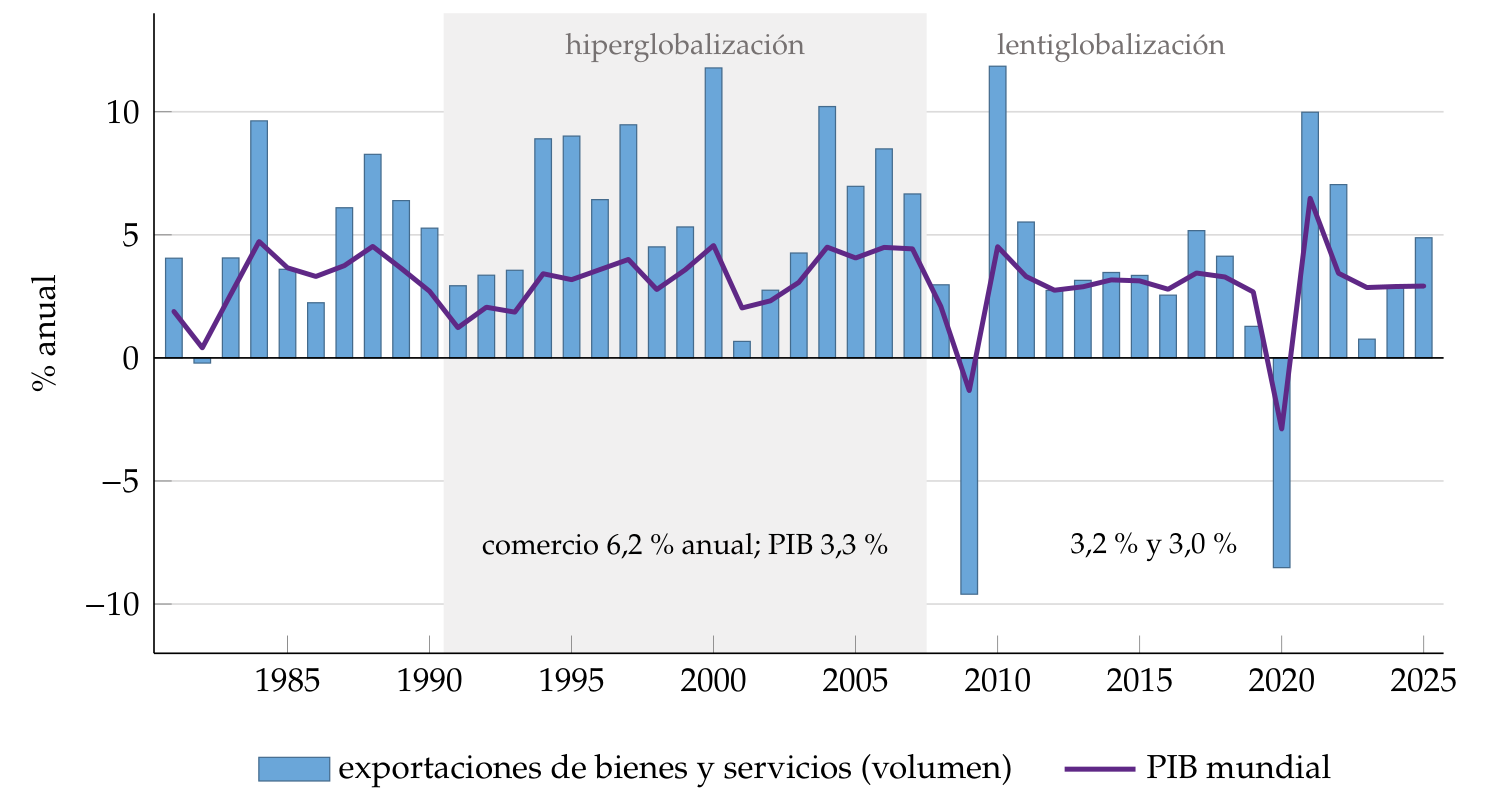 hiperglobalización
lentiglobalización
10
5
0
−5
−10
% anual
comercio 6,2 % anual; PIB 3,3 %
3,2 % y 3,0 %
1985
1990
1995
2000
2005
2010
2015
2020
2025
exportaciones de bienes y servicios (volumen)
PIB mundial